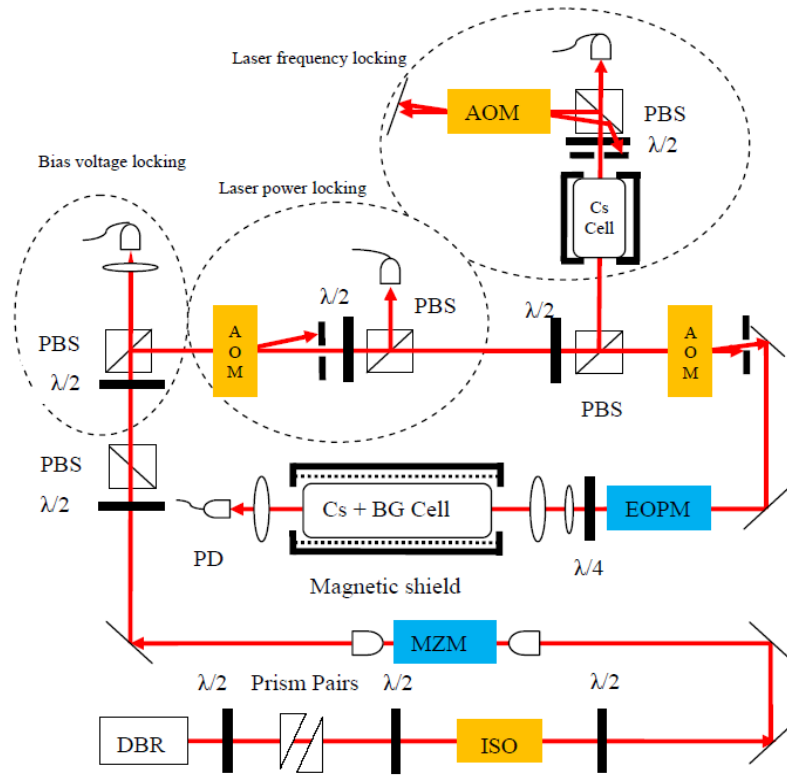 Laser frequency locking
AOM
PBS
λ/2
Bias voltage locking
Laser power locking
Cs
Cell
λ/2
PBS
λ/2
A
O
M
A
O
M
PBS
λ/2
PBS
PBS
λ/2
Cs + BG Cell
EOPM
PD
λ/4
Magnetic shield
MZM
λ/2
Prism Pairs
λ/2
λ/2
DBR
ISO